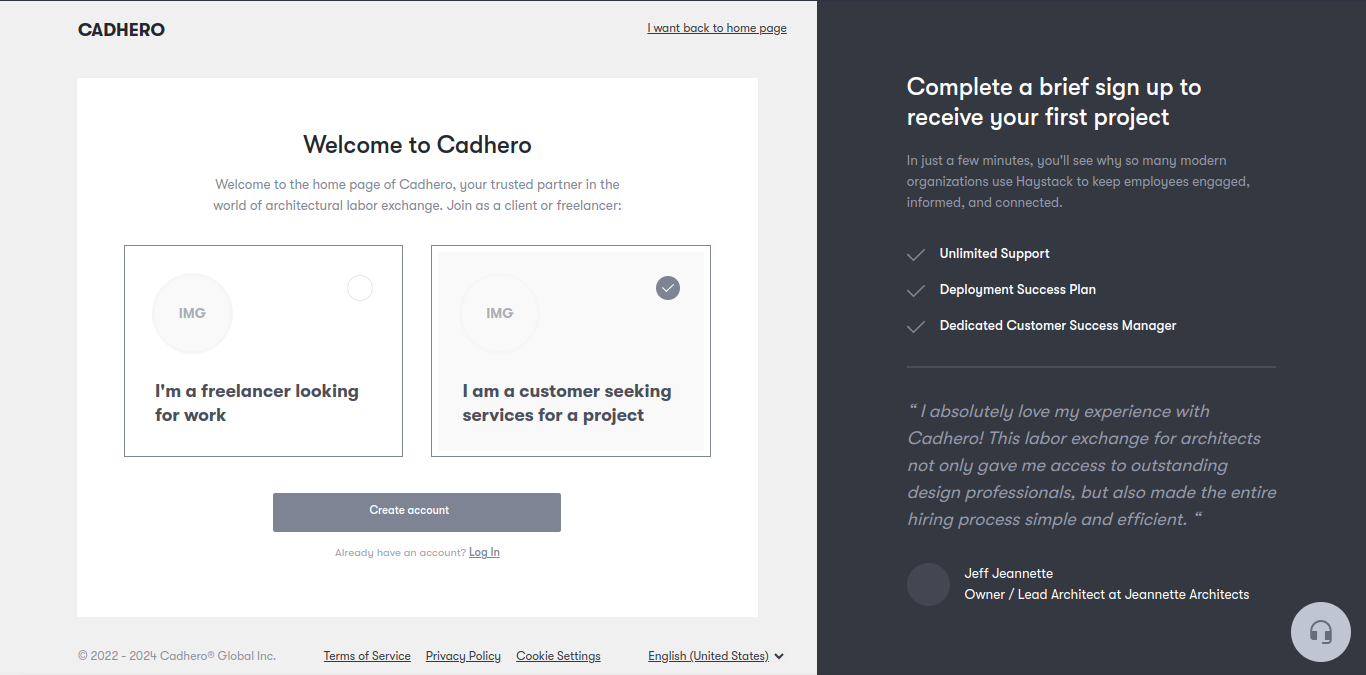 CADHERO
I want back to home page
Welcome to Cadhero
Welcome to the home page of Cadhero, your trusted partner in the
world of architectural labor exchange. Join as a client or freelancer:
IMG
I'm a freelancer looking
for work
IMG
I am a customer seeking
services for a project
Create account
Already have an account? Log In
© 2022 - 2024 Cadhero® Global Inc.
Terms of Service
Privacy Policy
Cookie Settings
English (United States)
Complete a brief sign up to
receive your first project
In just a few minutes, you'll see why so many modern
organizations use Haystack to keep employees engaged,
informed, and connected.
Unlimited Support
Deployment Success Plan
Dedicated Customer Success Manager
“ I absolutely love my experience with
Cadhero! This labor exchange for architects
not only gave me access to outstanding
design professionals, but also made the entire
hiring process simple and efficient. “
Jeff Jeannette
Owner / Lead Architect at Jeannette Architects